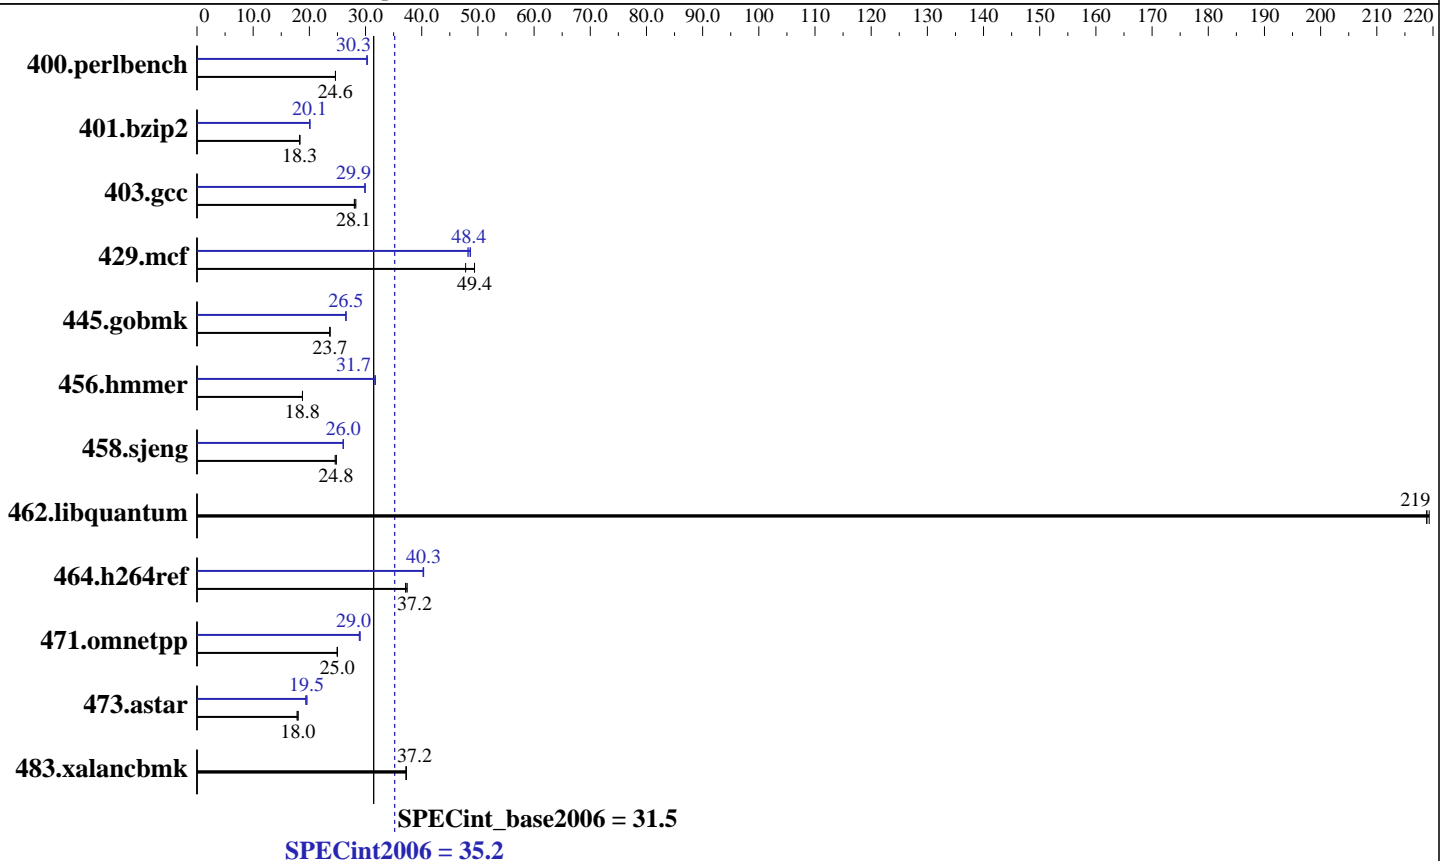 0 10.0 20.0 30.0 40.0 50.0 60.0 70.0 80.0 90.0 100 110 120 130 140 150 160 170 180 190 200 210 220
30.3
400.perlbench
24.6
20.1
401.bzip2
18.3
29.9
403.gcc
28.1
48.4
429.mcf
49.4
26.5
445.gobmk
23.7
31.7
456.hmmer
18.8
26.0
458.sjeng
24.8
219
462.libquantum
40.3
464.h264ref
37.2
29.0
471.omnetpp
25.0
19.5
473.astar
18.0
37.2
483.xalancbmk
SPECint_base2006 = 31.5
SPECint2006 = 35.2